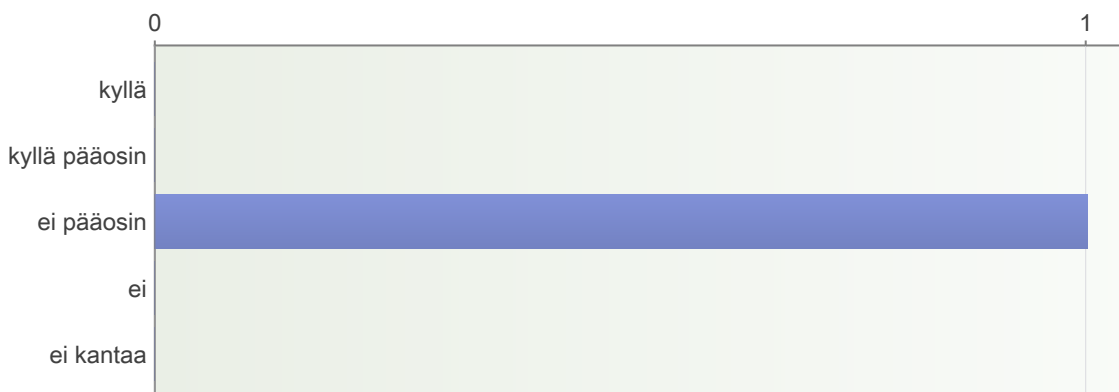 0 1
kyllä
kyllä pääosin
ei pääosin
ei
ei kantaa